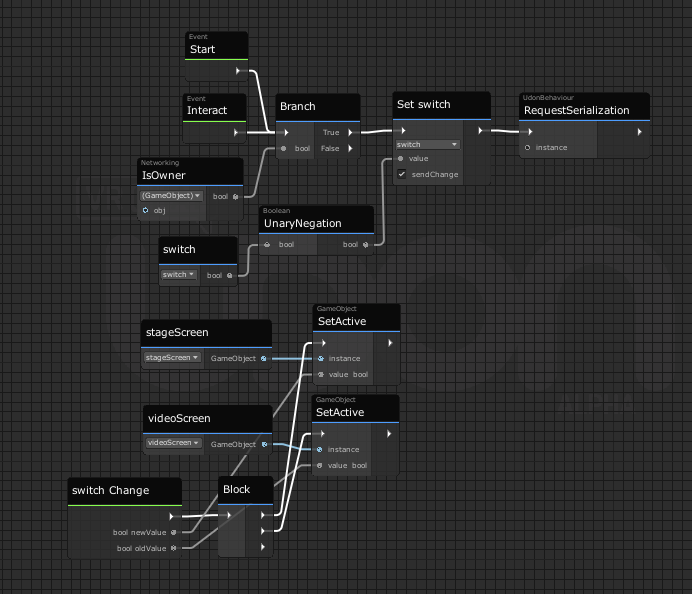 Event
Start
Event
Interact
Branch
True
bool False
Set switch
switch
value
sendChange
UdonBehaviour
RequestSerialization
instance
Networking
IsOwner
(GameObject) bool
obj
Boolean
UnaryNegation
bool bool
switch
switch bool
GameObject
SetActive
instance
value bool
stageScreen
stageScreen GameObject
GameObject
SetActive
instance
value bool
videoScreen
videoScreen GameObject
switch Change
bool newValue
bool oldValue
Block